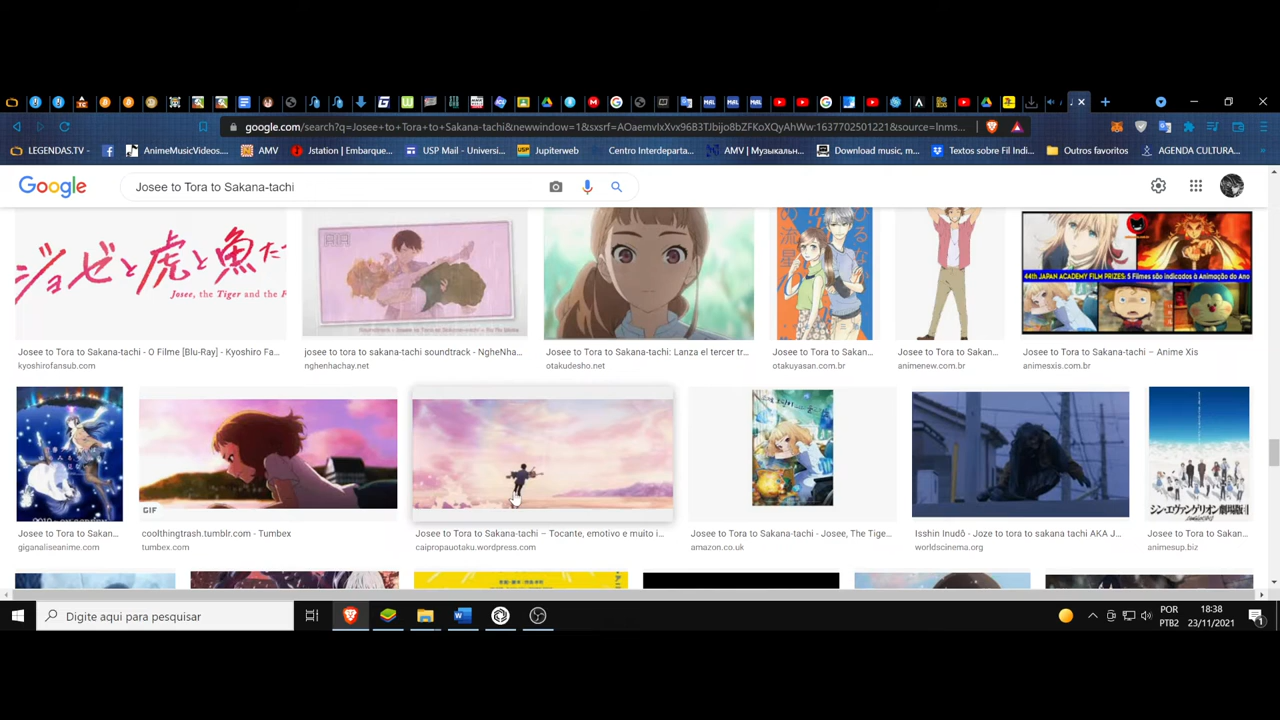 google.com/search?q=Josee+to+Tora+to+Sakana-tachi&newwindow=1&sxsrf=AOaemvIxXvx96B3TJbijo8bZFKoXQyAhWw:1637702501221&source=lnms...
LEGENDAS.TV
AnimeMusicVideos...
AMV
Jstation | Embarque...
USP Mail - Universi...
Jupiterweb
Centro Interdeparta...
AMV | Музыкальн...
Download music, m...
Textos sobre Fil Indi...
Outros favoritos
AGENDA CULTURA...
Google
Josee to Tora to Sakana-tachi
ジョゼと虎と魚た
Josee, the Tiger and the F
44th JAPAN ACADEMY FILM PRIZES: 5 Filmes são indicados à Animação do Ano
Josee to Tora to Sakana-tachi - O Filme [Blu-Ray] - Kyoshiro Fa...
kyoshirofansub.com
josee to tora to sakana-tachi soundtrack - NgheNha...
nghenhachay.net
Josee to Tora to Sakana-tachi: Lanza el tercer tr...
otakudesho.net
Josee to Tora to Sakan...
otakuyasan.com.br
Josee to Tora to Sakan...
animenew.com.br
Josee to Tora to Sakana-tachi – Anime Xis
animesxis.com.br
GIF
シン・エヴァンゲリオン劇場版
Josee to Tora to Sakan...
giganaliseanime.com
coolthingtrash.tumblr.com - Tumbex
tumbex.com
Josee to Tora to Sakana-tachi – Tocante, emotivo e muito i...
caipropauotaku.wordpress.com
Josee to Tora to Sakana-tachi - Josee, The Tige...
amazon.co.uk
Isshin Inudô - Joze to tora to sakana tachi AKA J...
worldscinema.org
Josee to Tora to Sakan...
animesup.biz
Digite aqui para pesquisar
POR
PTB2
18:38
23/11/2021